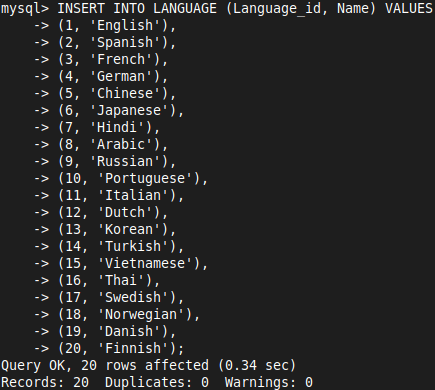 mysql> INSERT INTO LANGUAGE (Language_id, Name) VALUES
    -> (1, 'English'),
    -> (2, 'Spanish'),
    -> (3, 'French'),
    -> (4, 'German'),
    -> (5, 'Chinese'),
    -> (6, 'Japanese'),
    -> (7, 'Hindi'),
    -> (8, 'Arabic'),
    -> (9, 'Russian'),
    -> (10, 'Portuguese'),
    -> (11, 'Italian'),
    -> (12, 'Dutch'),
    -> (13, 'Korean'),
    -> (14, 'Turkish'),
    -> (15, 'Vietnamese'),
    -> (16, 'Thai'),
    -> (17, 'Swedish'),
    -> (18, 'Norwegian'),
    -> (19, 'Danish'),
    -> (20, 'Finnish');
Query OK, 20 rows affected (0.34 sec)
Records: 20  Duplicates: 0  Warnings: 0